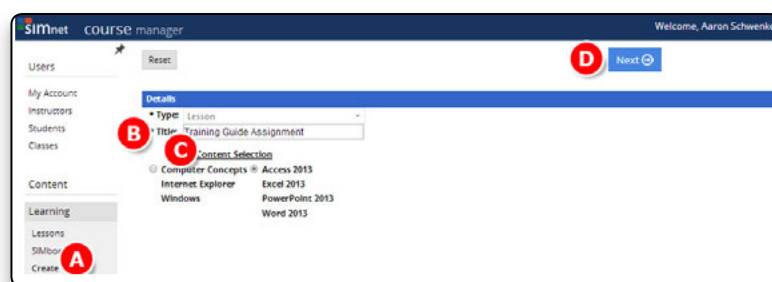 SIMnet course manager
Welcome, Aaron Schwenke
Users
Reset
D
Next
My Account
Instructors
Students
Classes
Details
* Type: Lesson
B
* Title: Training Guide Assignment
C
Content Selection
Computer Concepts Access 2013
Internet Explorer Excel 2013
Windows PowerPoint 2013
Word 2013
Content
Learning
Lessons
A
Create